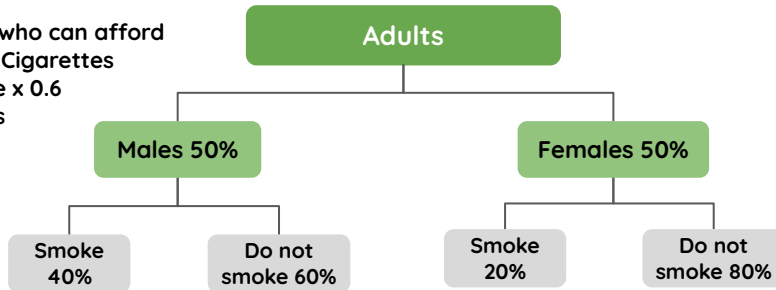 who can afford
Cigarettes
x 0.6
Adults
Males 50%
Females 50%
Smoke
40%
Do not
smoke 60%
Smoke
20%
Do not
smoke 80%